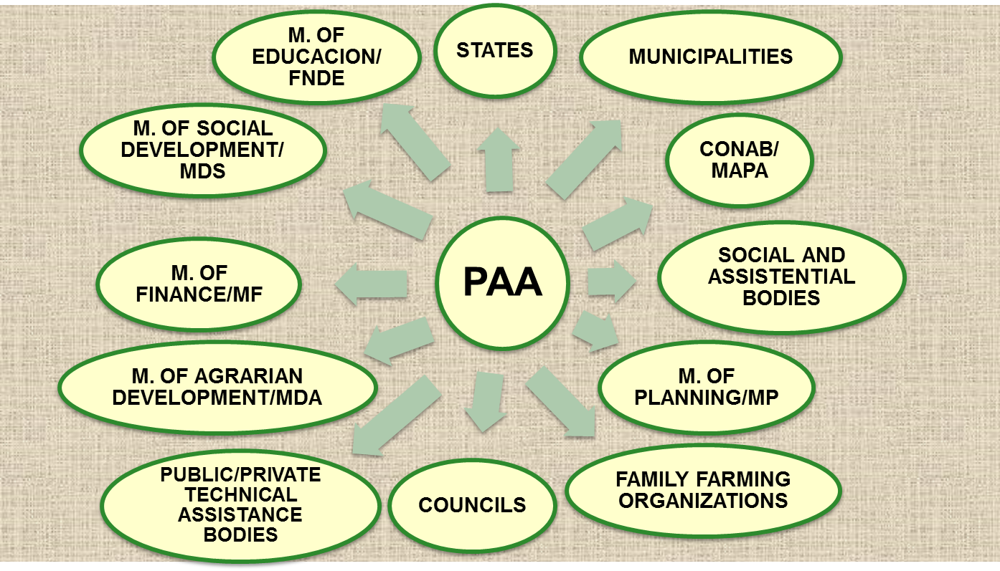 M. OF
EDUCACION/
FNDE
STATES
MUNICIPALITIES
M. OF SOCIAL
DEVELOPMENT/
MDS
CONAB/
MAPA
M. OF
FINANCE/MF
PAA
SOCIAL AND
ASSISTENTIAL
BODIES
M. OF AGRARIAN
DEVELOPMENT/MDA
M. OF
PLANNING/MP
PUBLIC/PRIVATE
TECHNICAL
ASSISTANCE
BODIES
COUNCILS
FAMILY FARMING
ORGANIZATIONS